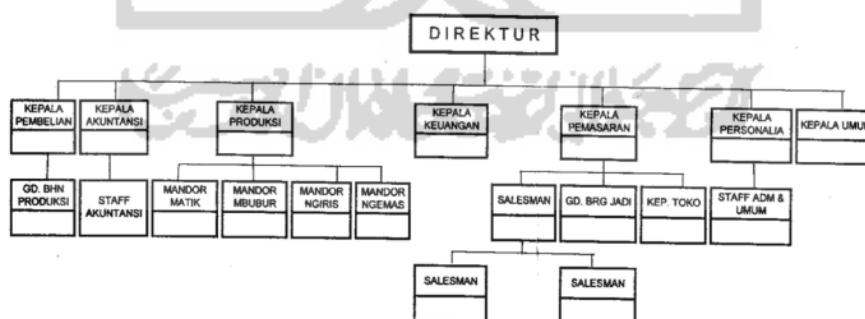 DIREKTUR
KEPALA
PEMBELIAN
KEPALA
AKUNTANSI
KEPALA
PRODUKSI
KEPALA
KEUANGAN
KEPALA
PEMASARAN
KEPALA
PERSONALIA
KEPALA UMUM
GD. BHN
PRODUKSI
STAFF
AKUNTANSI
MANDOR
MATIK
MANDOR
MBUBUR
MANDOR
NGIRIS
MANDOR
NGEMAS
SALESMAN
GD. BRG JADI
KEP. TOKO
STAFF ADM &
UMUM
SALESMAN
SALESMAN